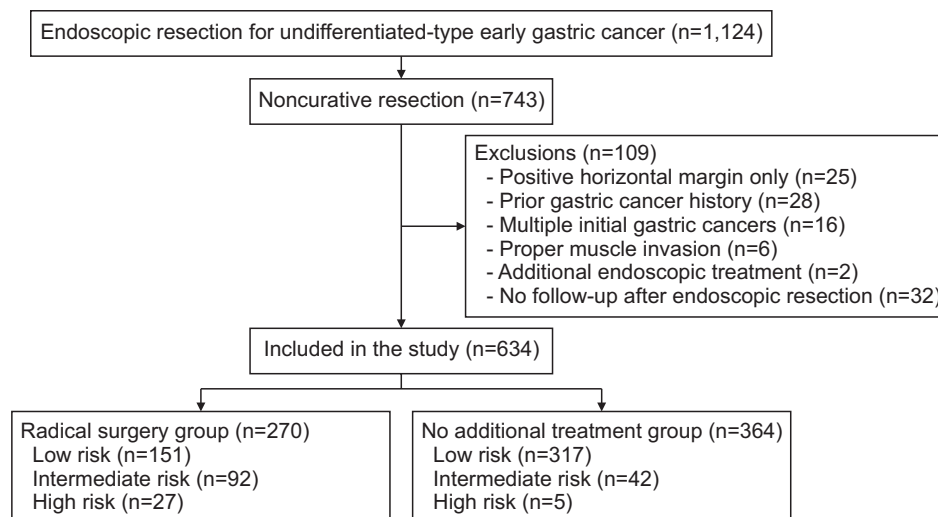 Endoscopic resection for undifferentiated-type early gastric cancer (n=1,124)
Noncurative resection (n=743)
Exclusions (n=109)
- Positive horizontal margin only (n=25)
- Prior gastric cancer history (n=28)
- Multiple initial gastric cancers (n=16)
- Proper muscle invasion (n=6)
- Additional endoscopic treatment (n=2)
- No follow-up after endoscopic resection (n=32)
Included in the study (n=634)
Radical surgery group (n=270)
Low risk (n=151)
Intermediate risk (n=92)
High risk (n=27)
No additional treatment group (n=364)
Low risk (n=317)
Intermediate risk (n=42)
High risk (n=5)